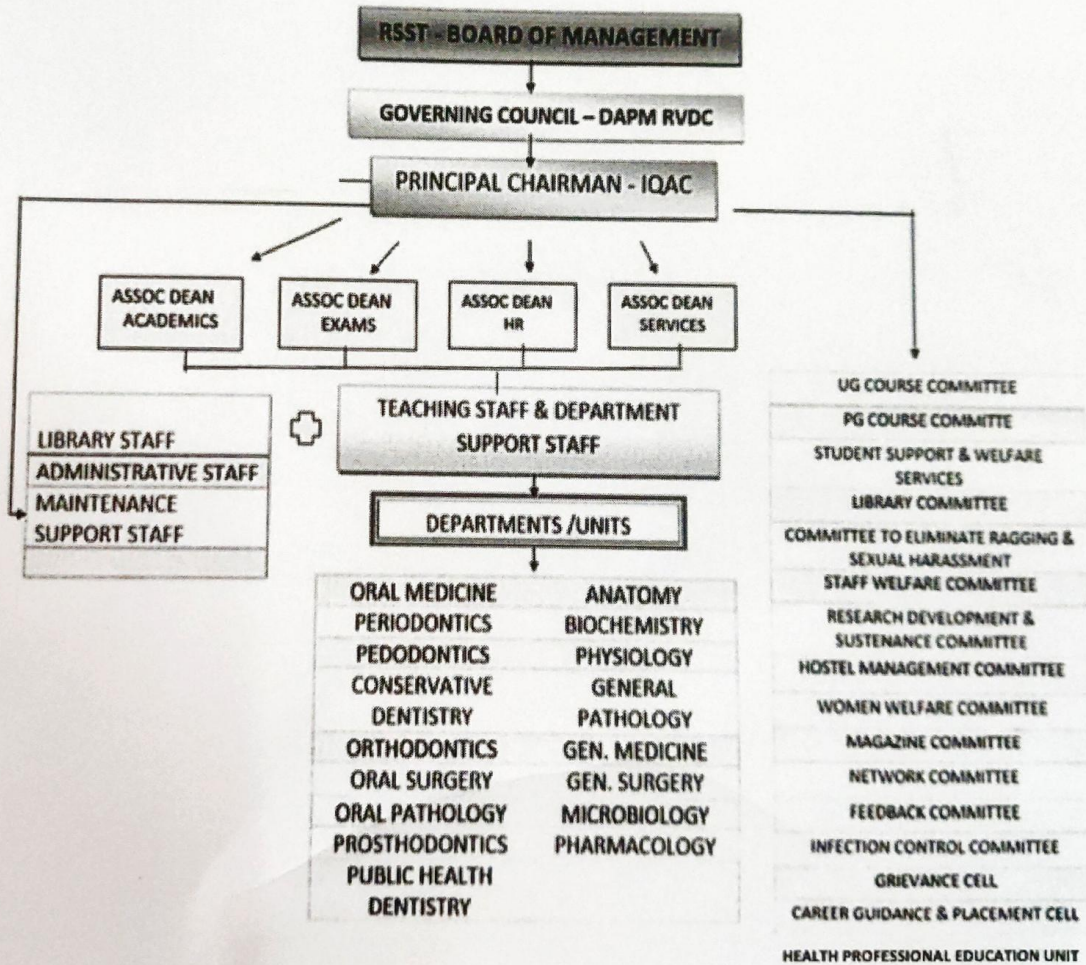 RSST - BOARD OF MANAGEMENT
GOVERNING COUNCIL – DAPM RVDC
PRINCIPAL CHAIRMAN - IQAC
ASSOC DEAN
ACADEMICS
ASSOC DEAN
EXAMS
ASSOC DEAN
HR
ASSOC DEAN
SERVICES
LIBRARY STAFF
ADMINISTRATIVE STAFF
MAINTENANCE
SUPPORT STAFF
TEACHING STAFF & DEPARTMENT
SUPPORT STAFF
DEPARTMENTS /UNITS
ORAL MEDICINE
PERIODONTICS
PEDODONTICS
CONSERVATIVE
DENTISTRY
ORTHODONTICS
ORAL SURGERY
ORAL PATHOLOGY
PROSTHODONTICS
PUBLIC HEALTH
DENTISTRY
ANATOMY
BIOCHEMISTRY
PHYSIOLOGY
GENERAL
PATHOLOGY
GEN. MEDICINE
GEN. SURGERY
MICROBIOLOGY
PHARMACOLOGY
UG COURSE COMMITTEE
PG COURSE COMMITTE
STUDENT SUPPORT & WELFARE
SERVICES
LIBRARY COMMITTEE
COMMITTEE TO ELIMINATE RAGGING &
SEXUAL HARASSMENT
STAFF WELFARE COMMITTEE
RESEARCH DEVELOPMENT &
SUSTENANCE COMMITTEE
HOSTEL MANAGEMENT COMMITTEE
WOMEN WELFARE COMMITTEE
MAGAZINE COMMITTEE
NETWORK COMMITTEE
FEEDBACK COMMITTEE
INFECTION CONTROL COMMITTEE
GRIEVANCE CELL
CAREER GUIDANCE & PLACEMENT CELL
HEALTH PROFESSIONAL EDUCATION UNIT